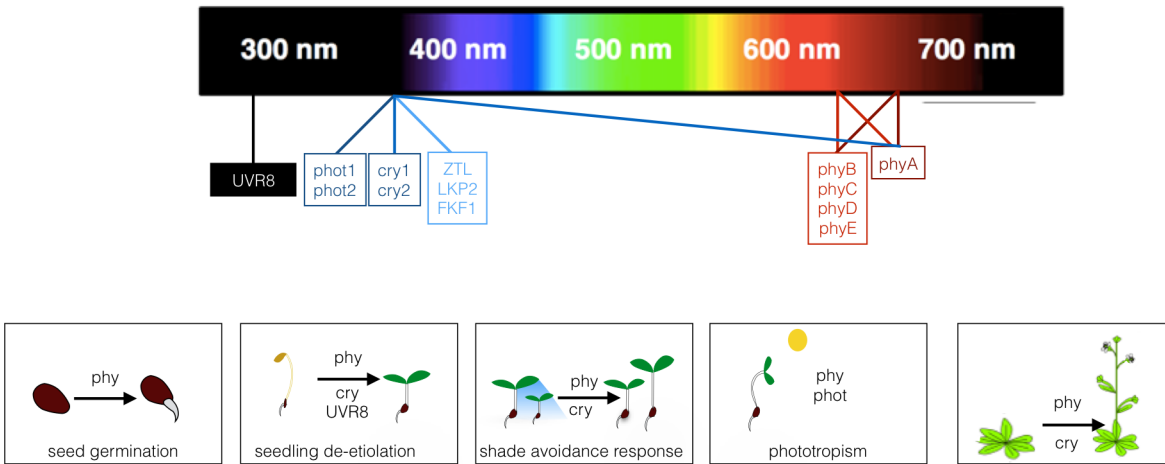 300 nm 400 nm 500 nm 600 nm 700 nm
UVR8
phot1
phot2
cry1
cry2
ZTL
LKP2
FKF1
phyB
phyC
phyD
phyE
phyA
phy
seed germination
phy
cry
UVR8
seedling de-etiolation
phy
cry
shade avoidance response
phy
phot
phototropism
phy
cry